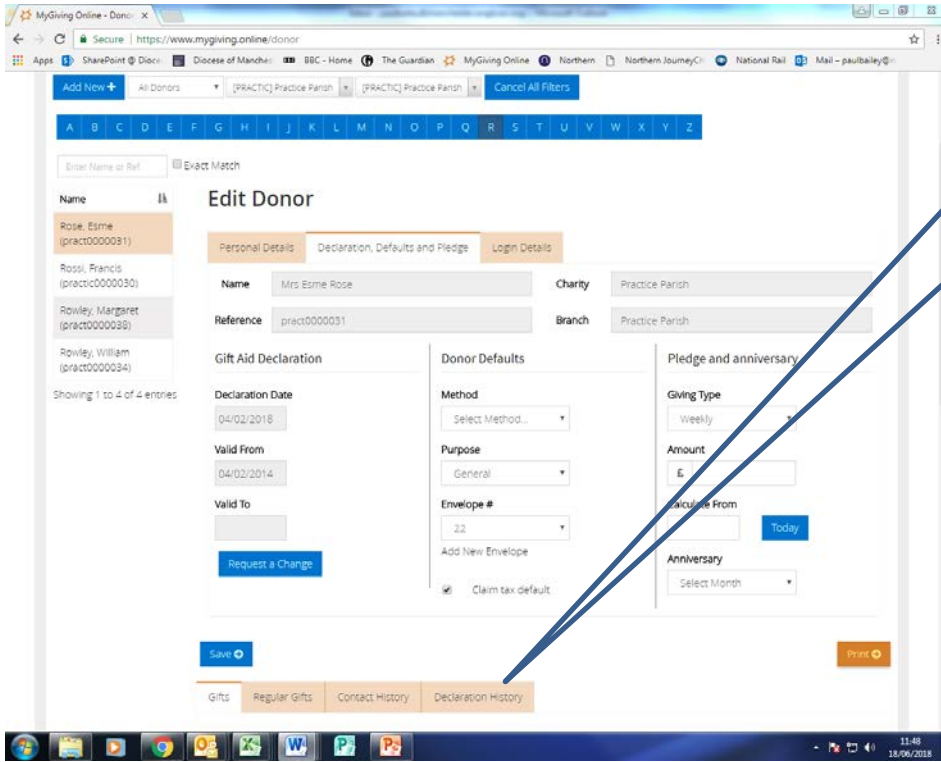 MyGiving Online - Donor
Secure | https://www.mygiving.online/donor
Apps SharePoint @ Dioce Diocese of Manches BBC - Home The Guardian MyGiving Online Northern Northern JourneyCh National Rail Mail – paulbailey@
Add New + All Donors [PRACTIC] Practice Parish [PRACTIC] Practice Parish Cancel All Filters
A B C D E F G H I J K L M N O P Q R S T U V W X Y Z
Enter Name or Ref Exact Match
Name
Edit Donor
Rose, Esme
(pract0000031)
Rossi, Francis
(practic0000030)
Rowley, Margaret
(pract0000038)
Rowley, William
(pract0000034)
Showing 1 to 4 of 4 entries
Personal Details Declaration, Defaults and Pledge Login Details
Name Mrs Esme Rose Charity Practice Parish
Reference pract0000031 Branch Practice Parish
Gift Aid Declaration Donor Defaults Pledge and anniversary
Declaration Date Method Giving Type
04/02/2018 Select Method... Weekly
Valid From Purpose Amount
04/02/2014 General £
Valid To Envelope # Calculate From
22 Today
Add New Envelope
Request a Change Anniversary
Claim tax default Select Month
Save Print
Gifts Regular Gifts Contact History Declaration History
11:48
18/06/2018